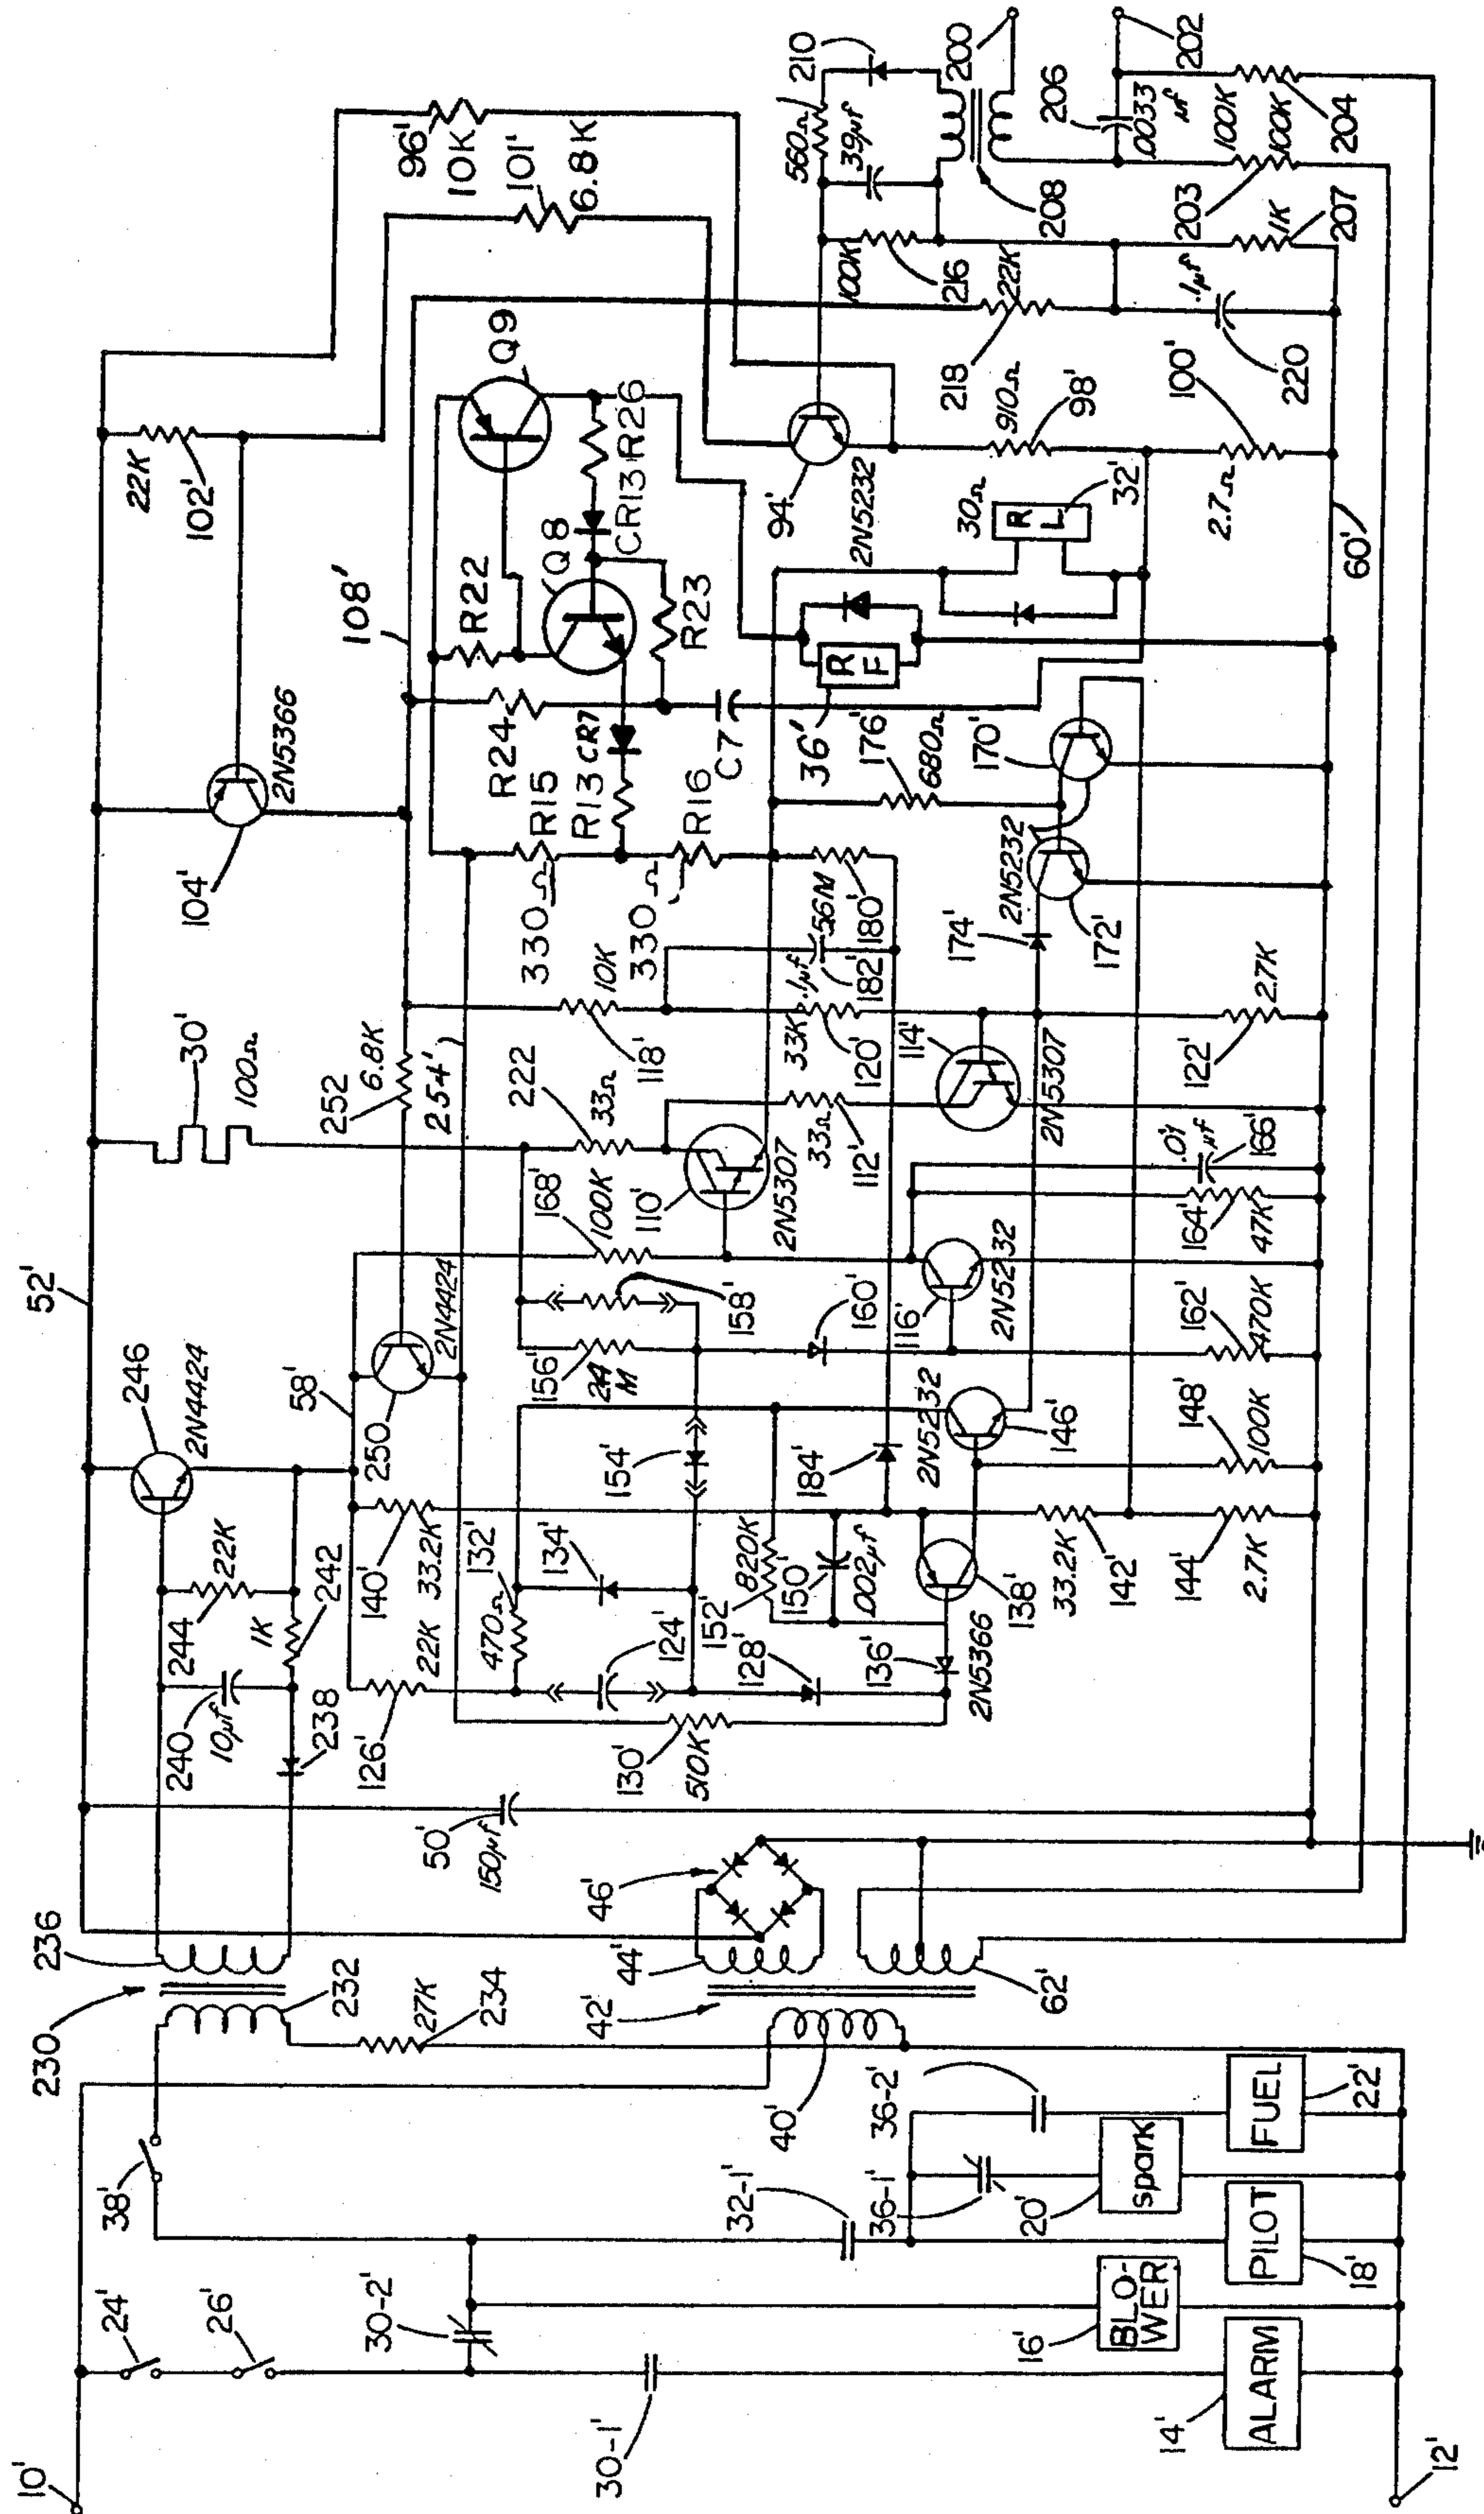 10'
24'
26'
30-2'
30-1'
14'
ALARM
12'
16'
BLO-
WER
38'
32-1'
36-1'
36-2'
20'
PILOT
18'
spark
FUEL
22'
230
232
236
27K
234
42'
40'
44'
46'
62'
52'
50'
150µf
240
10µf
238
244
22K
1K
242
246
2N4424
58'
126'
22K
140'
33.2K
132'
470Ω
134'
124'
130'
510K
128'
136'
2N5366
138'
152'
820K
150'
.002µf
154'
184'
33.2K
142'
144'
2.7K
2N5232
146'
148'
100K
250
2N4424
156'
24
M
158'
160'
116'
2N5232
162'
470K
168'
100K
110'
2N5307
164'
47K
166'
.01
µf
30'
100Ω
252
6.8K
254'
222
33Ω
33Ω
112'
118'
10K
33K
120'
114'
2N5307
122'
2.7K
.1µf
182'
56M
180'
174'
172'
2N5232
170'
176'
680Ω
104'
2N5366
22K
102'
108'
330Ω
R15
330Ω
R16
R13
CR7
R24
R22
R23
C7
Q8
Q9
CR13
R26
36'
R
F
30Ω
R
L
32'
94'
2N5232
910Ω
98'
2.7Ω
100'
60'
96'
10K
101'
6.8K
218
22K
.1µf
220
100K
216
560Ω
39µf
210
208
200
202
206
.0033
µf
203
100K
100K
204
1K
207